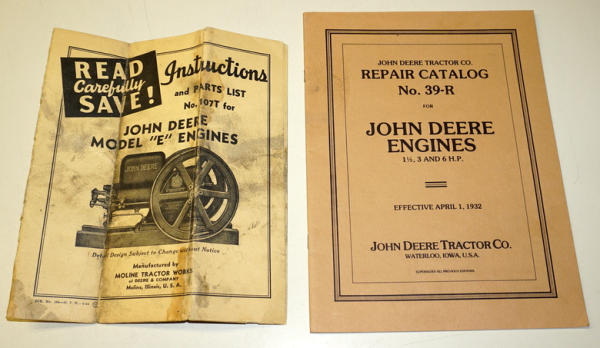 READ
Carefully
SAVE!
Instructions
and PARTS LIST
No. 107T for
JOHN DEERE
MODEL "E" ENGINES
JOHN DEERE
Detail Design Subject to Change without Notice
Manufactured by
MOLINE TRACTOR WORKS
of DEERE & COMPANY
Moline, Illinois, U. S. A.
JOHN DEERE TRACTOR CO.
REPAIR CATALOG
No. 39-R
FOR
JOHN DEERE
ENGINES
1½, 3 AND 6 H.P.
EFFECTIVE APRIL 1, 1932
JOHN DEERE TRACTOR CO.
WATERLOO, IOWA, U.S.A.
SUPERSEDES ALL PREVIOUS EDITIONS